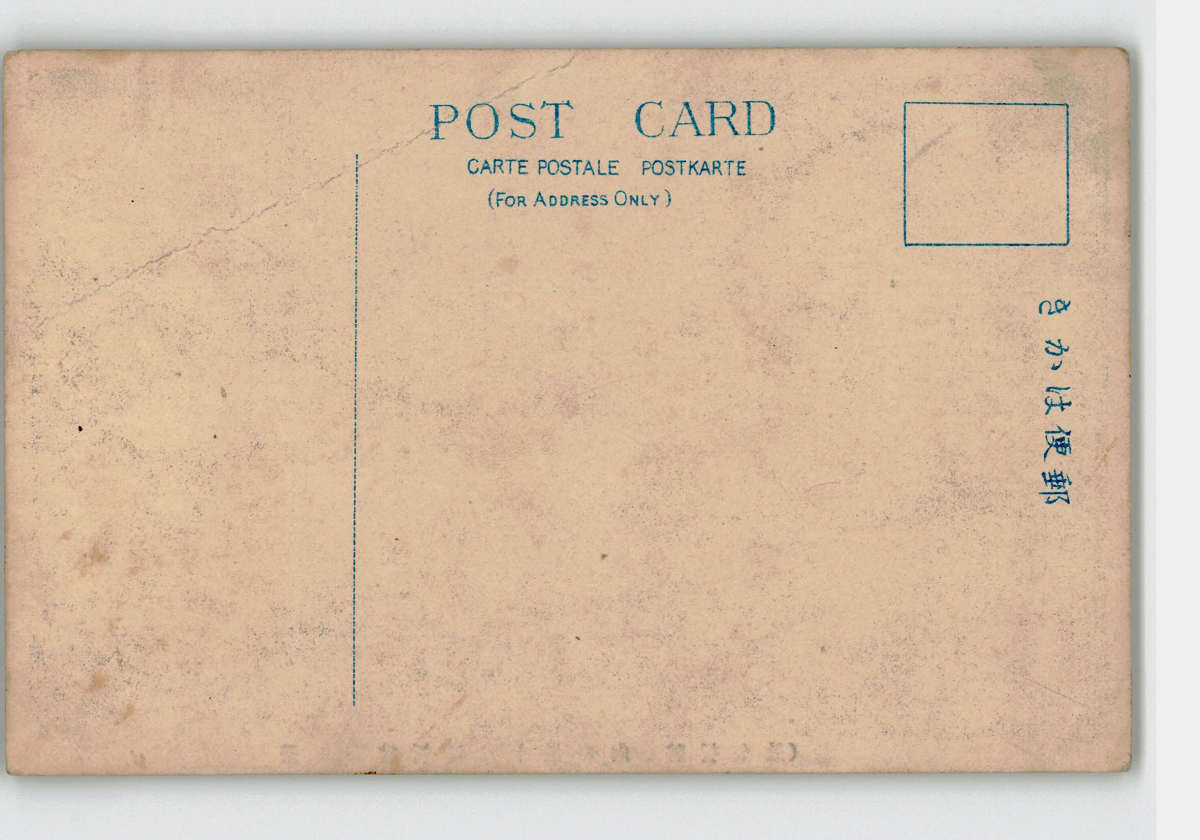 POST CARD
CARTE POSTALE POSTKARTE
(FOR ADDRESS ONLY)
郵便はかき